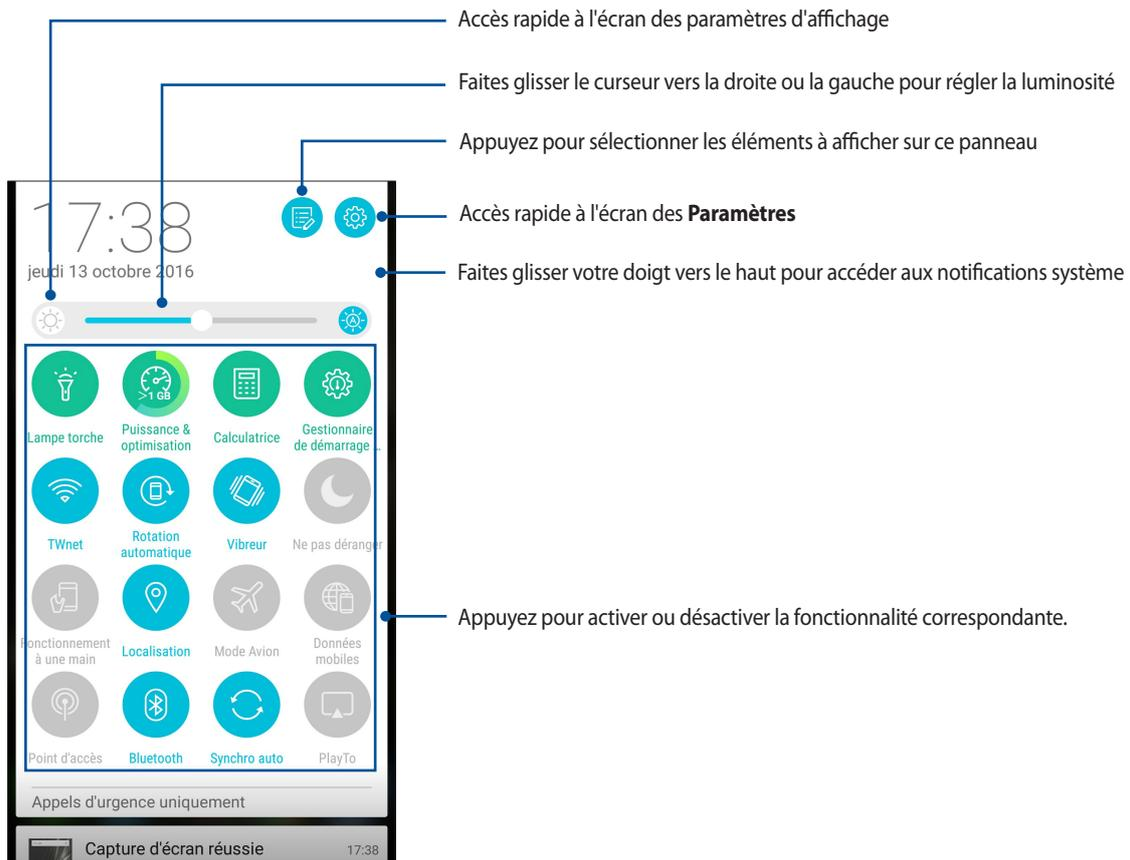 Accès rapide à l'écran des paramètres d'affichage
Faites glisser le curseur vers la droite ou la gauche pour régler la luminosité
Appuyez pour sélectionner les éléments à afficher sur ce panneau
Accès rapide à l'écran des Paramètres
Faites glisser votre doigt vers le haut pour accéder aux notifications système
17:38
jeudi 13 octobre 2016
A
>1 GB
Lampe torche
Puissance &
optimisation
Calculatrice
Gestionnaire
de démarrage ..
TWnet
Rotation
automatique
Vibreur
Ne pas déranger
Appuyez pour activer ou désactiver la fonctionnalité correspondante.
Fonctionnement
à une main
Localisation
Mode Avion
Données
mobiles
Point d'accès
Bluetooth
Synchro auto
PlayTo
Appels d'urgence uniquement
Capture d'écran réussie
17:38